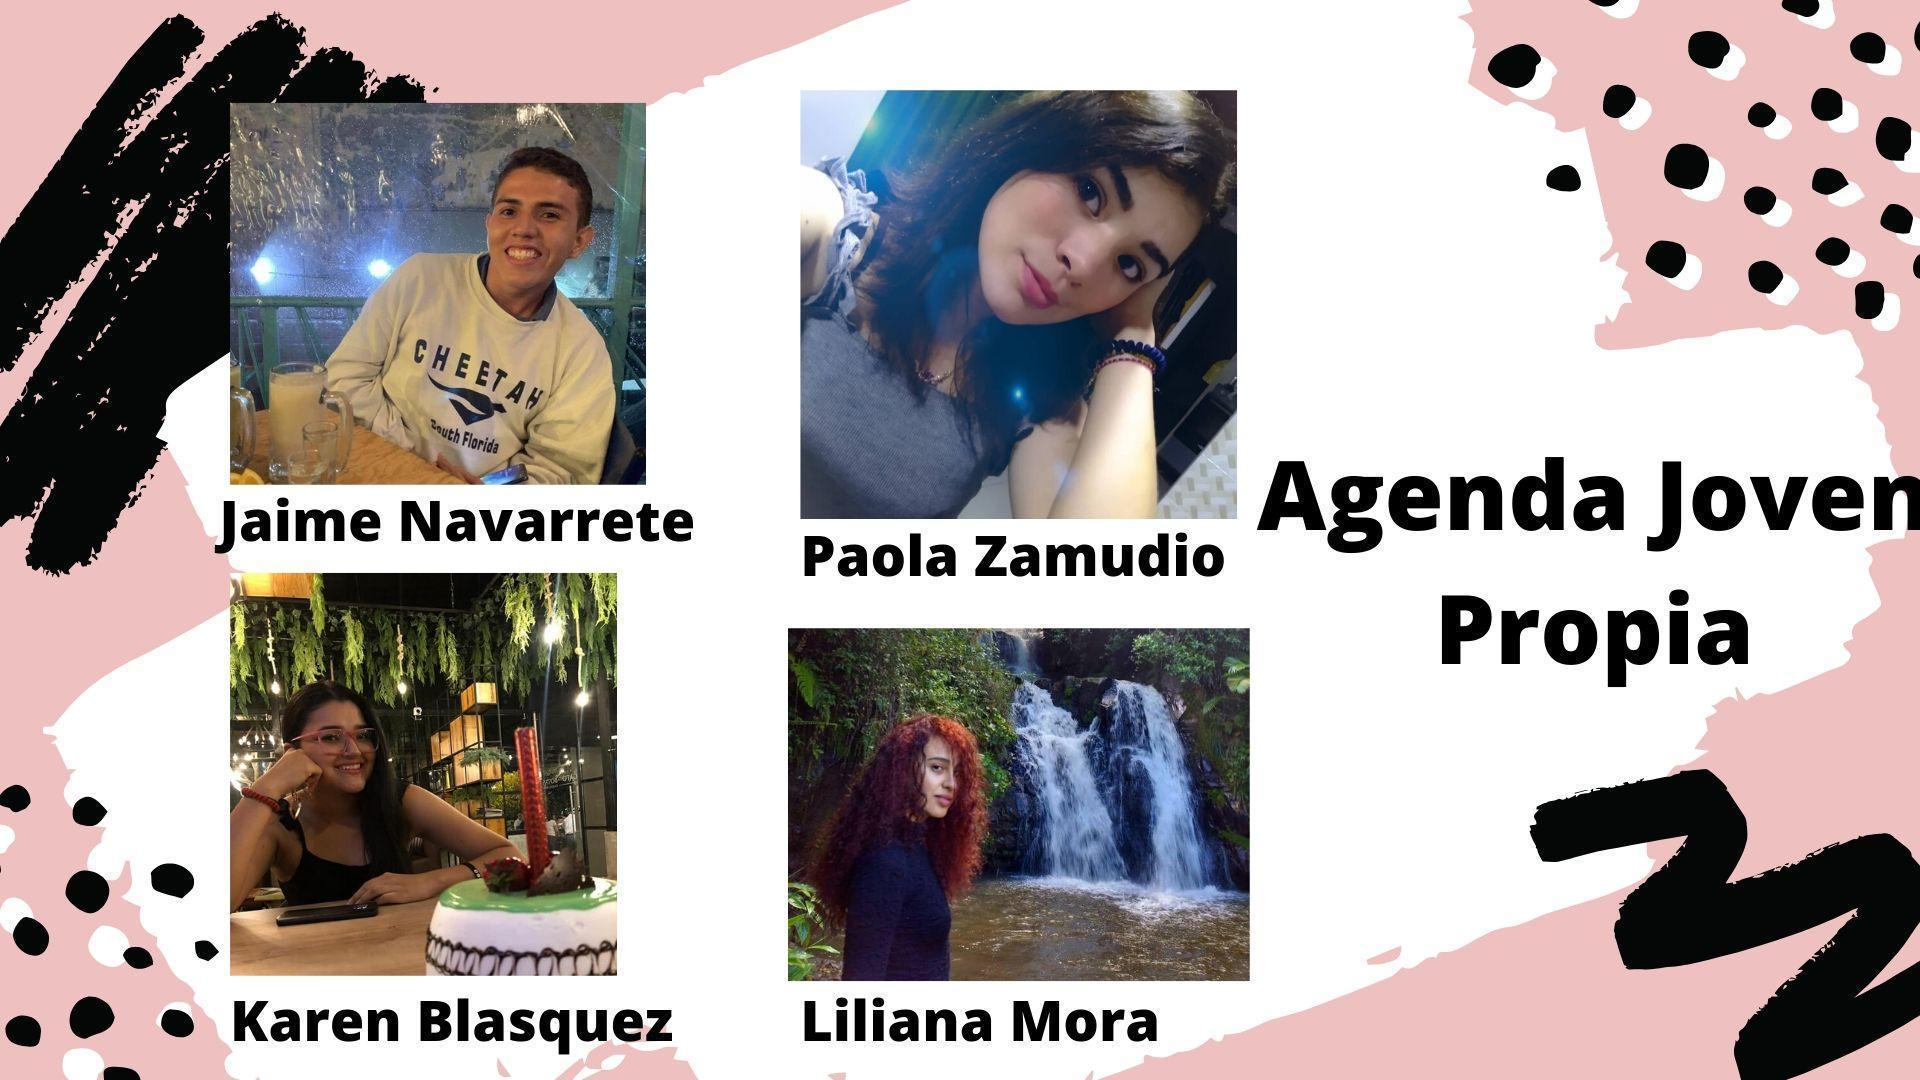 CHEETAH
South Florida
Jaime Navarrete
Paola Zamudio
Agenda Joven
Propia
Karen Blasquez
Liliana Mora